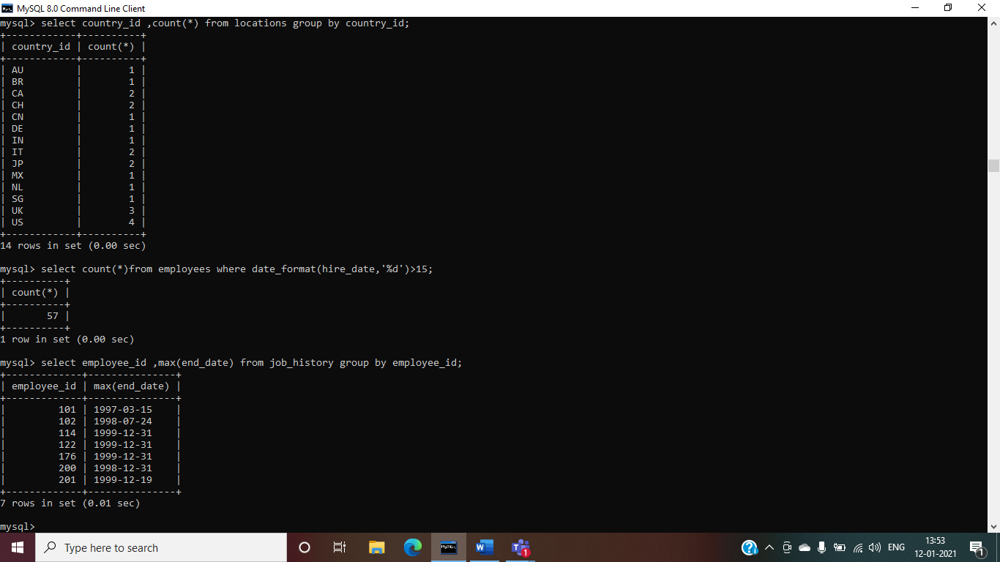 MySQL 8.0 Command Line Client
mysql> select country_id ,count(*) from locations group by country_id;
+------------+----------+
| country_id | count(*) |
+------------+----------+
| AU         |        1 |
| BR         |        1 |
| CA         |        2 |
| CH         |        2 |
| CN         |        1 |
| DE         |        1 |
| IN         |        1 |
| IT         |        2 |
| JP         |        2 |
| MX         |        1 |
| NL         |        1 |
| SG         |        1 |
| UK         |        3 |
| US         |        4 |
+------------+----------+
14 rows in set (0.00 sec)
mysql> select count(*)from employees where date_format(hire_date,'%d')>15;
+----------+
| count(*) |
+----------+
|       57 |
+----------+
1 row in set (0.00 sec)
mysql> select employee_id ,max(end_date) from job_history group by employee_id;
+-------------+---------------+
| employee_id | max(end_date) |
+-------------+---------------+
|         101 | 1997-03-15    |
|         102 | 1998-07-24    |
|         114 | 1999-12-31    |
|         122 | 1999-12-31    |
|         176 | 1999-12-31    |
|         200 | 1998-12-31    |
|         201 | 1999-12-19    |
+-------------+---------------+
7 rows in set (0.01 sec)
mysql>
Type here to search
ENG
13:53
12-01-2021